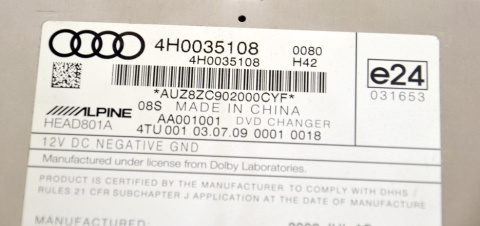 4H0035108 0080
4H0035108 H42
*AUZ8ZC902000CYF*
e24
031653
08S MADE IN CHINA
ALPINE AA001001 DVD CHANGER
HEAD801A 4TU 001 03.07.09 0001 0018
12V DC NEGATIVE GND
Manufactured under license from Dolby Laboratories.
PRODUCT IS CERTIFIED BY THE MANUFACTURER TO COMPLY WITH DHHS /
RULES 21 CFR SUBCHAPTER J APPLICATION AT THE DATE OF MANUFACTURE
MANUFACTURED: